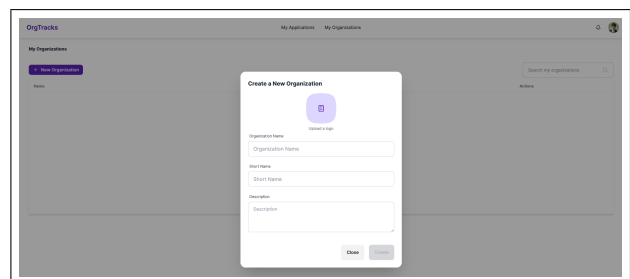 OrgTracks
My Applications My Organizations
My Organizations
+ New Organization
Search my organizations
Name
Actions
Create a New Organization
Upload a logo
Organization Name
Organization Name
Short Name
Short Name
Description
Description
Close Create